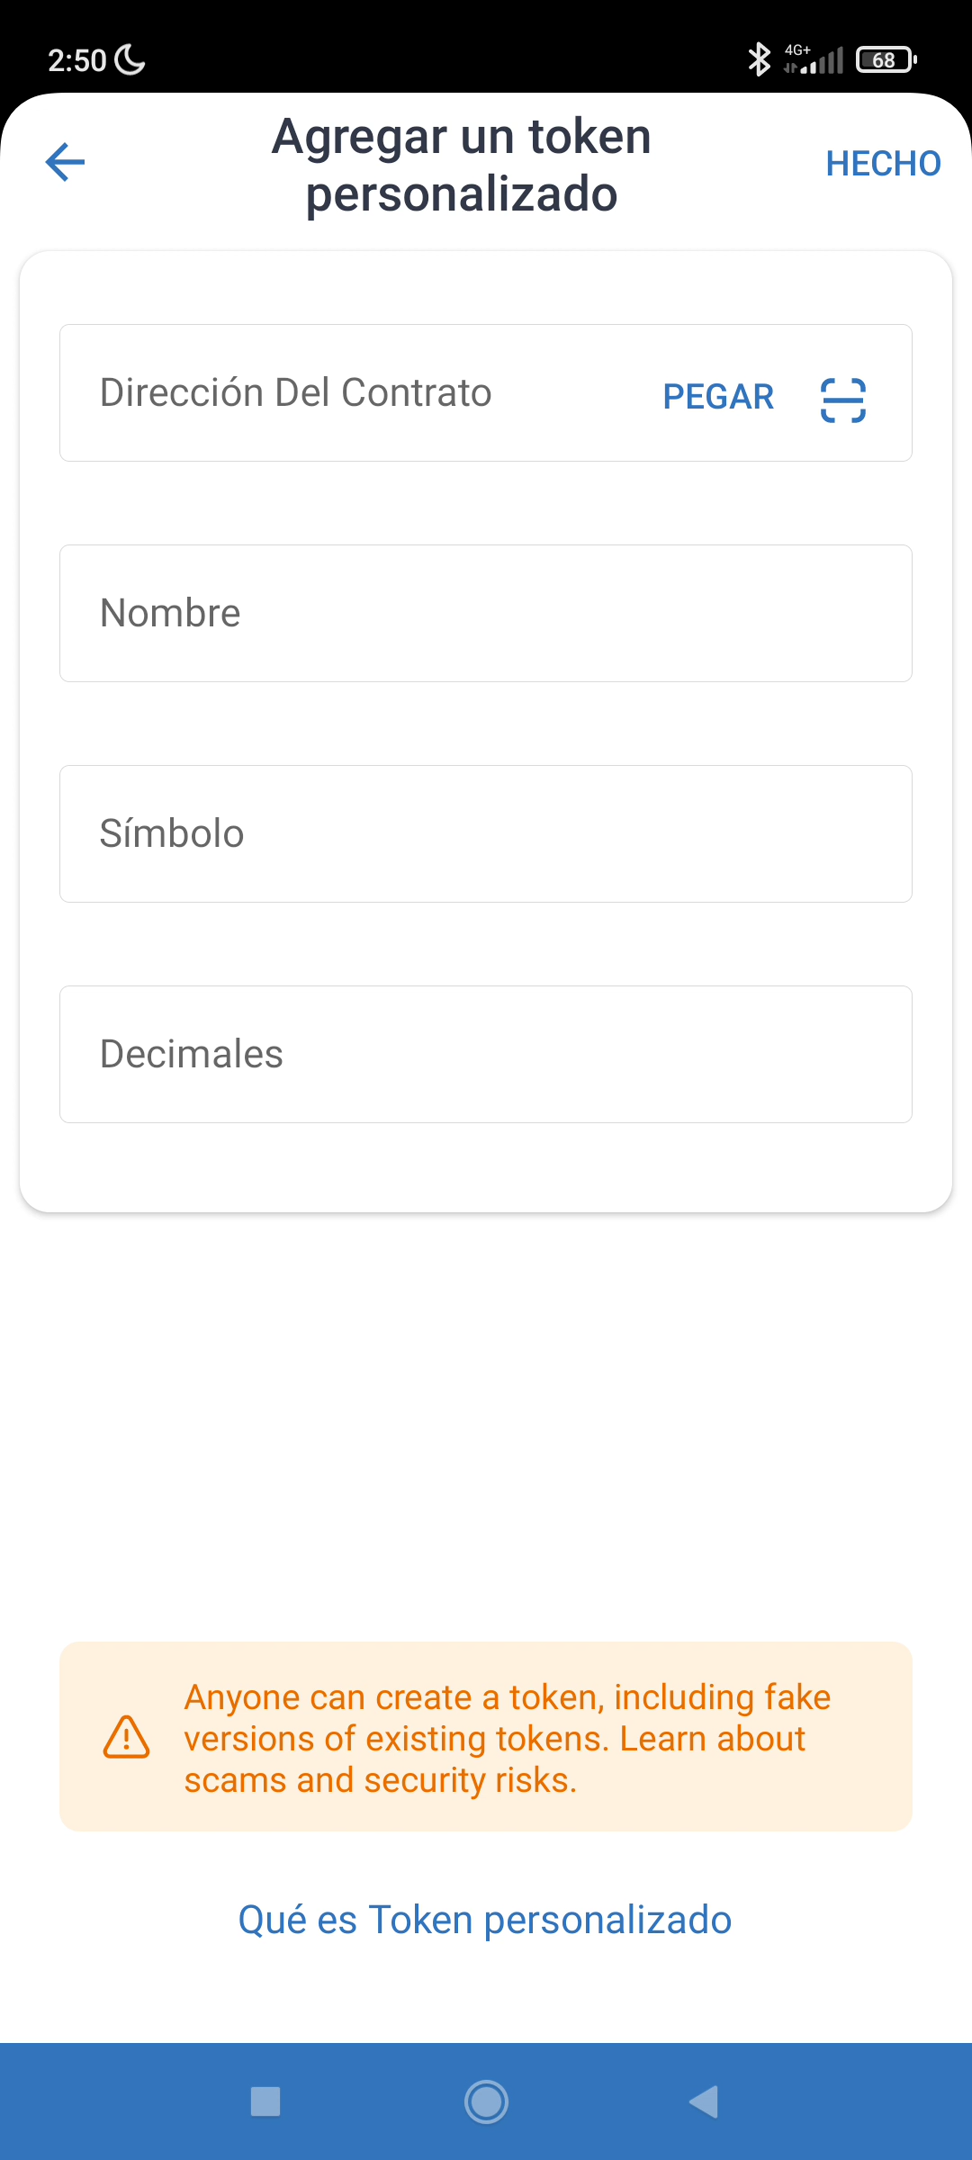 2:50
4G+
68
Agregar un token
personalizado
HECHO
Dirección Del Contrato
PEGAR
Nombre
Símbolo
Decimales
Anyone can create a token, including fake
versions of existing tokens. Learn about
scams and security risks.
Qué es Token personalizado